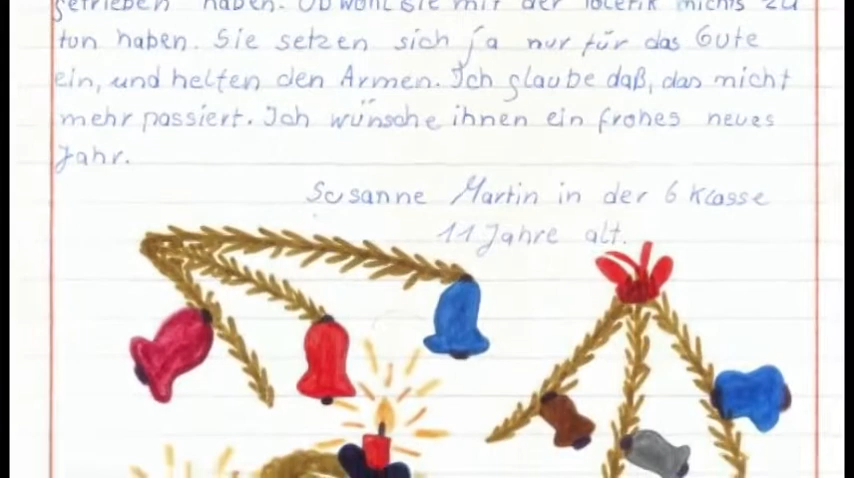 getrieben haben. Obwohl sie mit der nichts zu
ton haben. Sie setzen sich ja nur für das Gute
ein, und helfen den Armen. Ich glaube daß, das nicht
mehr passiert. Ich wünsche ihnen ein frohes neues
Jahr.
Susanne Martin in der 6 Klasse
11 Jahre alt.